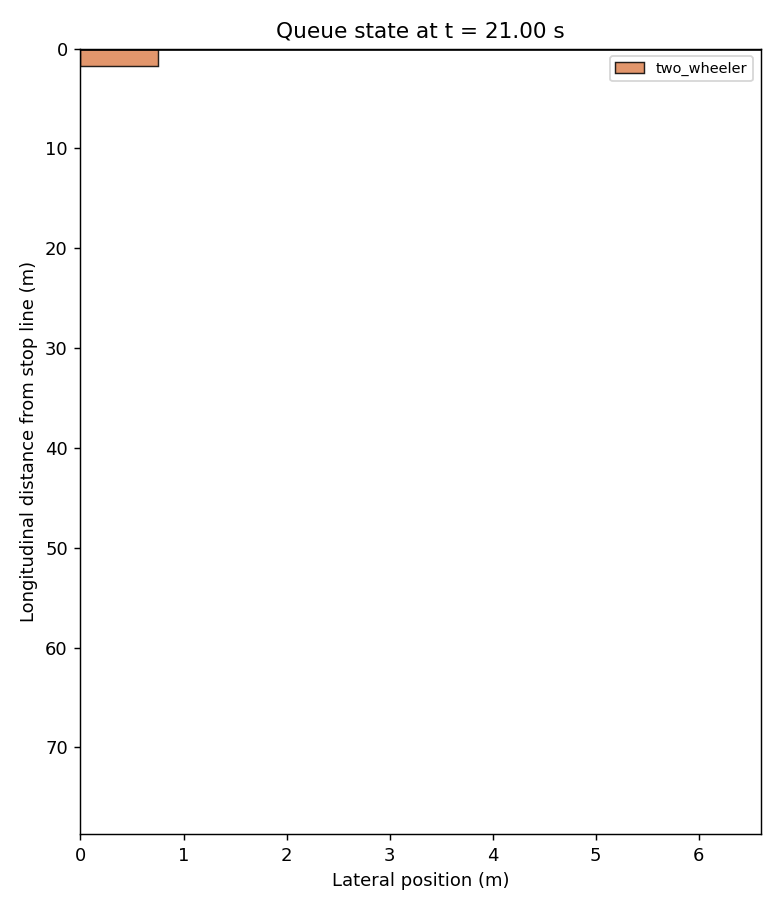 Queue state at t = 21.00 s
two_wheeler
Longitudinal distance from stop line (m)
0
10
20
30
40
50
60
70
0 1 2 3 4 5 6
Lateral position (m)